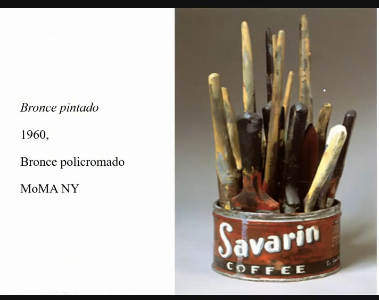 Bronce pintado
1960,
Bronce policromado
MoMA NY
Savarin
COFFEE